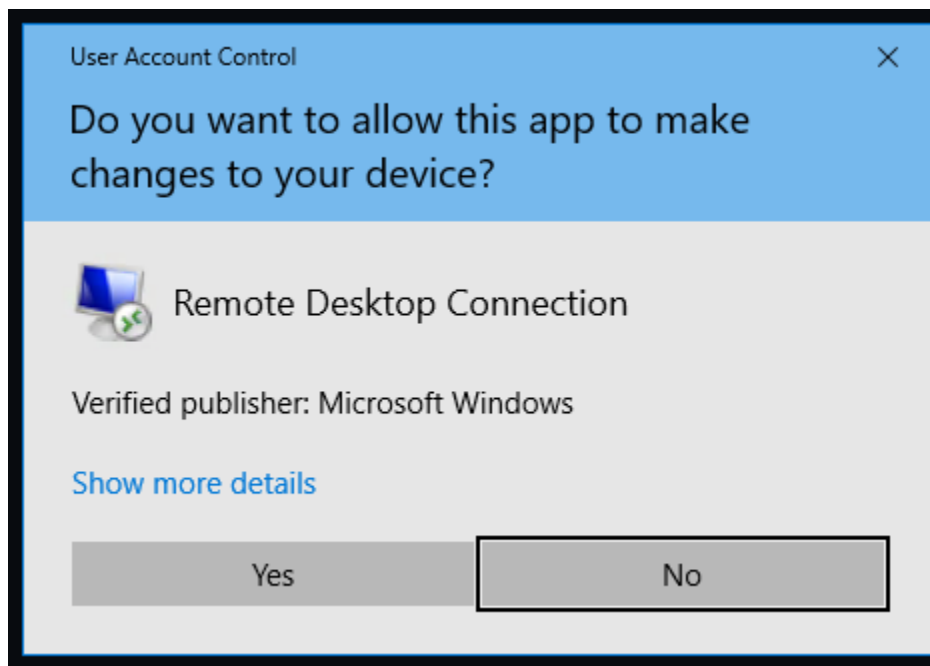 User Account Control
Do you want to allow this app to make
changes to your device?
Remote Desktop Connection
Verified publisher: Microsoft Windows
Show more details
Yes
No